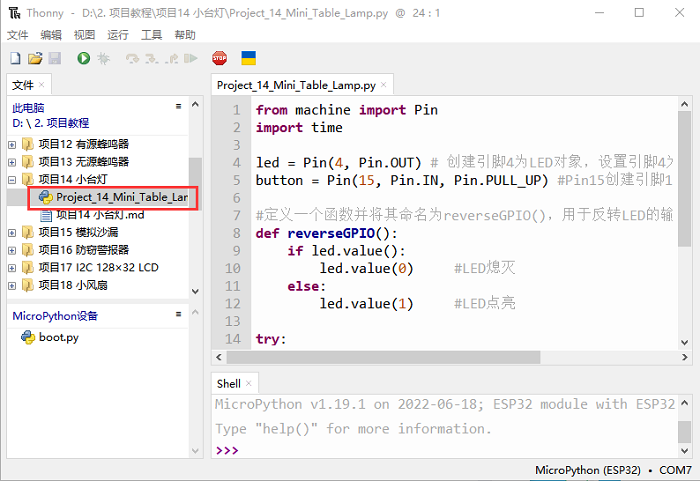 Thonny - D:\2. 项目教程\项目14 小台灯\Project_14_Mini_Table_Lamp.py @ 24 : 1
文件 编辑 视图 运行 工具 帮助
STOP
文件 ×
此电脑
D: \ 2. 项目教程
项目12 有源蜂鸣器
项目13 无源蜂鸣器
项目14 小台灯
Project_14_Mini_Table_Lar
项目14 小台灯.md
项目15 模拟沙漏
项目16 防窃警报器
项目17 I2C 128×32 LCD
项目18 小风扇
MicroPython设备
boot.py
Project_14_Mini_Table_Lamp.py ×
1 from machine import Pin
2 import time
3
4 led = Pin(4, Pin.OUT) # 创建引脚4为LED对象，设置引脚4为
5 button = Pin(15, Pin.IN, Pin.PULL_UP) #Pin15创建引脚1
6
7 #定义一个函数并将其命名为reverseGPIO()，用于反转LED的输
8 def reverseGPIO():
9 if led.value():
10 led.value(0) #LED熄灭
11 else:
12 led.value(1) #LED点亮
13
14 try:
Shell ×
MicroPython v1.19.1 on 2022-06-18; ESP32 module with ESP32
Type "help()" for more information.
>>>
MicroPython (ESP32) • COM7